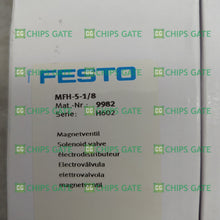 CHIPS GATE CHIPS GATE CHIPS GATE
FESTO
MFH-5-1/8
Mat.-Nr. 9982
Serie: H602
Magnetventil
Solenoid valve
électrodistributeur
Electroválvula
elettrovalvola
magnetventil